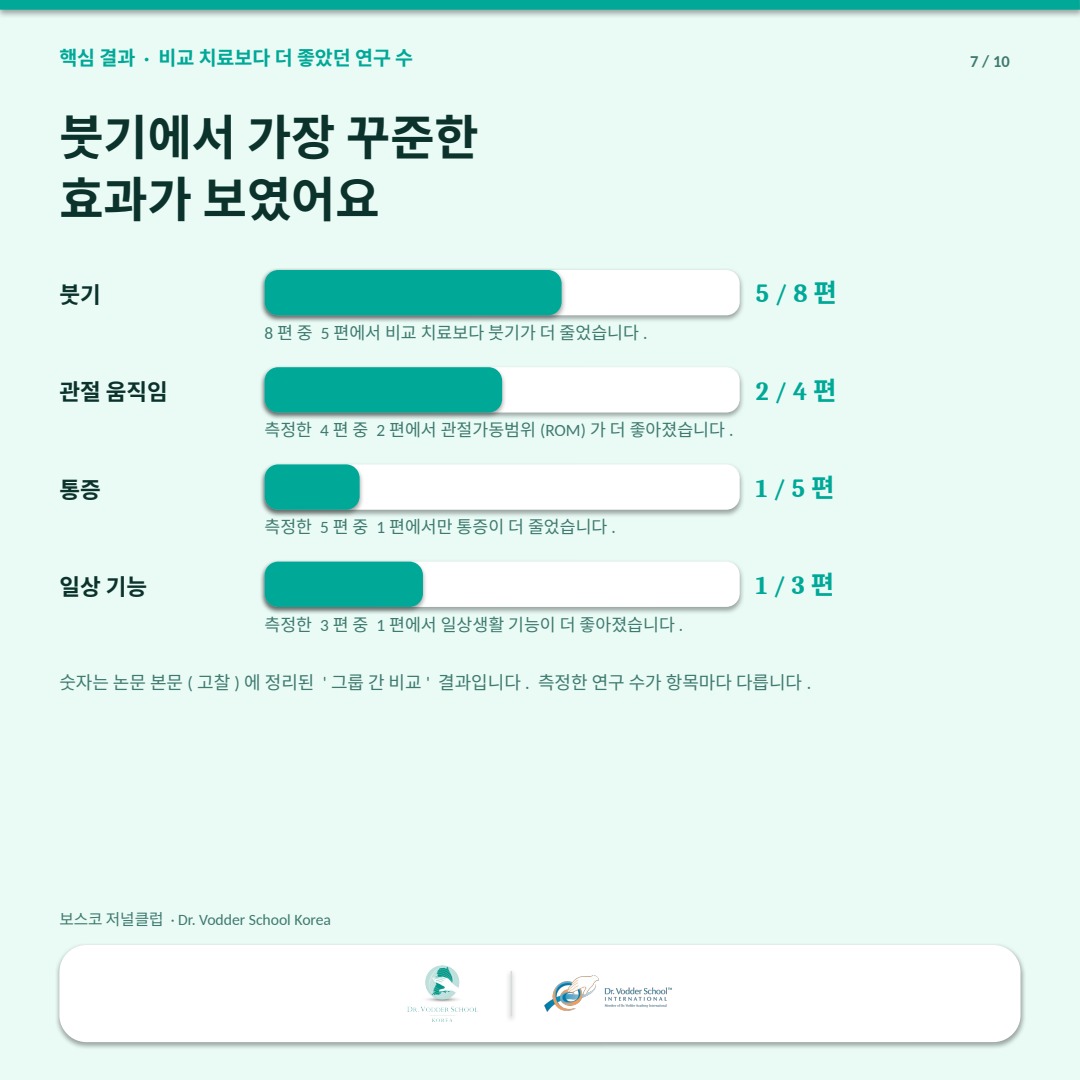 핵심 결과 · 비교 치료보다 더 좋았던 연구 수
7 / 10
붓기에서 가장 꾸준한
효과가 보였어요
붓기
5 / 8 편
8 편 중 5 편에서 비교 치료보다 붓기가 더 줄었습니다 .
관절 움직임
2 / 4 편
측정한 4 편 중 2 편에서 관절가동범위 (ROM) 가 더 좋아졌습니다 .
통증
1 / 5 편
측정한 5 편 중 1 편에서만 통증이 더 줄었습니다 .
일상 기능
1 / 3 편
측정한 3 편 중 1 편에서 일상생활 기능이 더 좋아졌습니다 .
숫자는 논문 본문 ( 고찰 ) 에 정리된 ' 그룹 간 비교 ' 결과입니다 . 측정한 연구 수가 항목마다 다릅니다 .
보스코 저널클럽 · Dr. Vodder School Korea
DR. VODDER SCHOOL
KOREA
Dr. Vodder School™
INTERNATIONAL
Member of Dr. Vodder Academy International